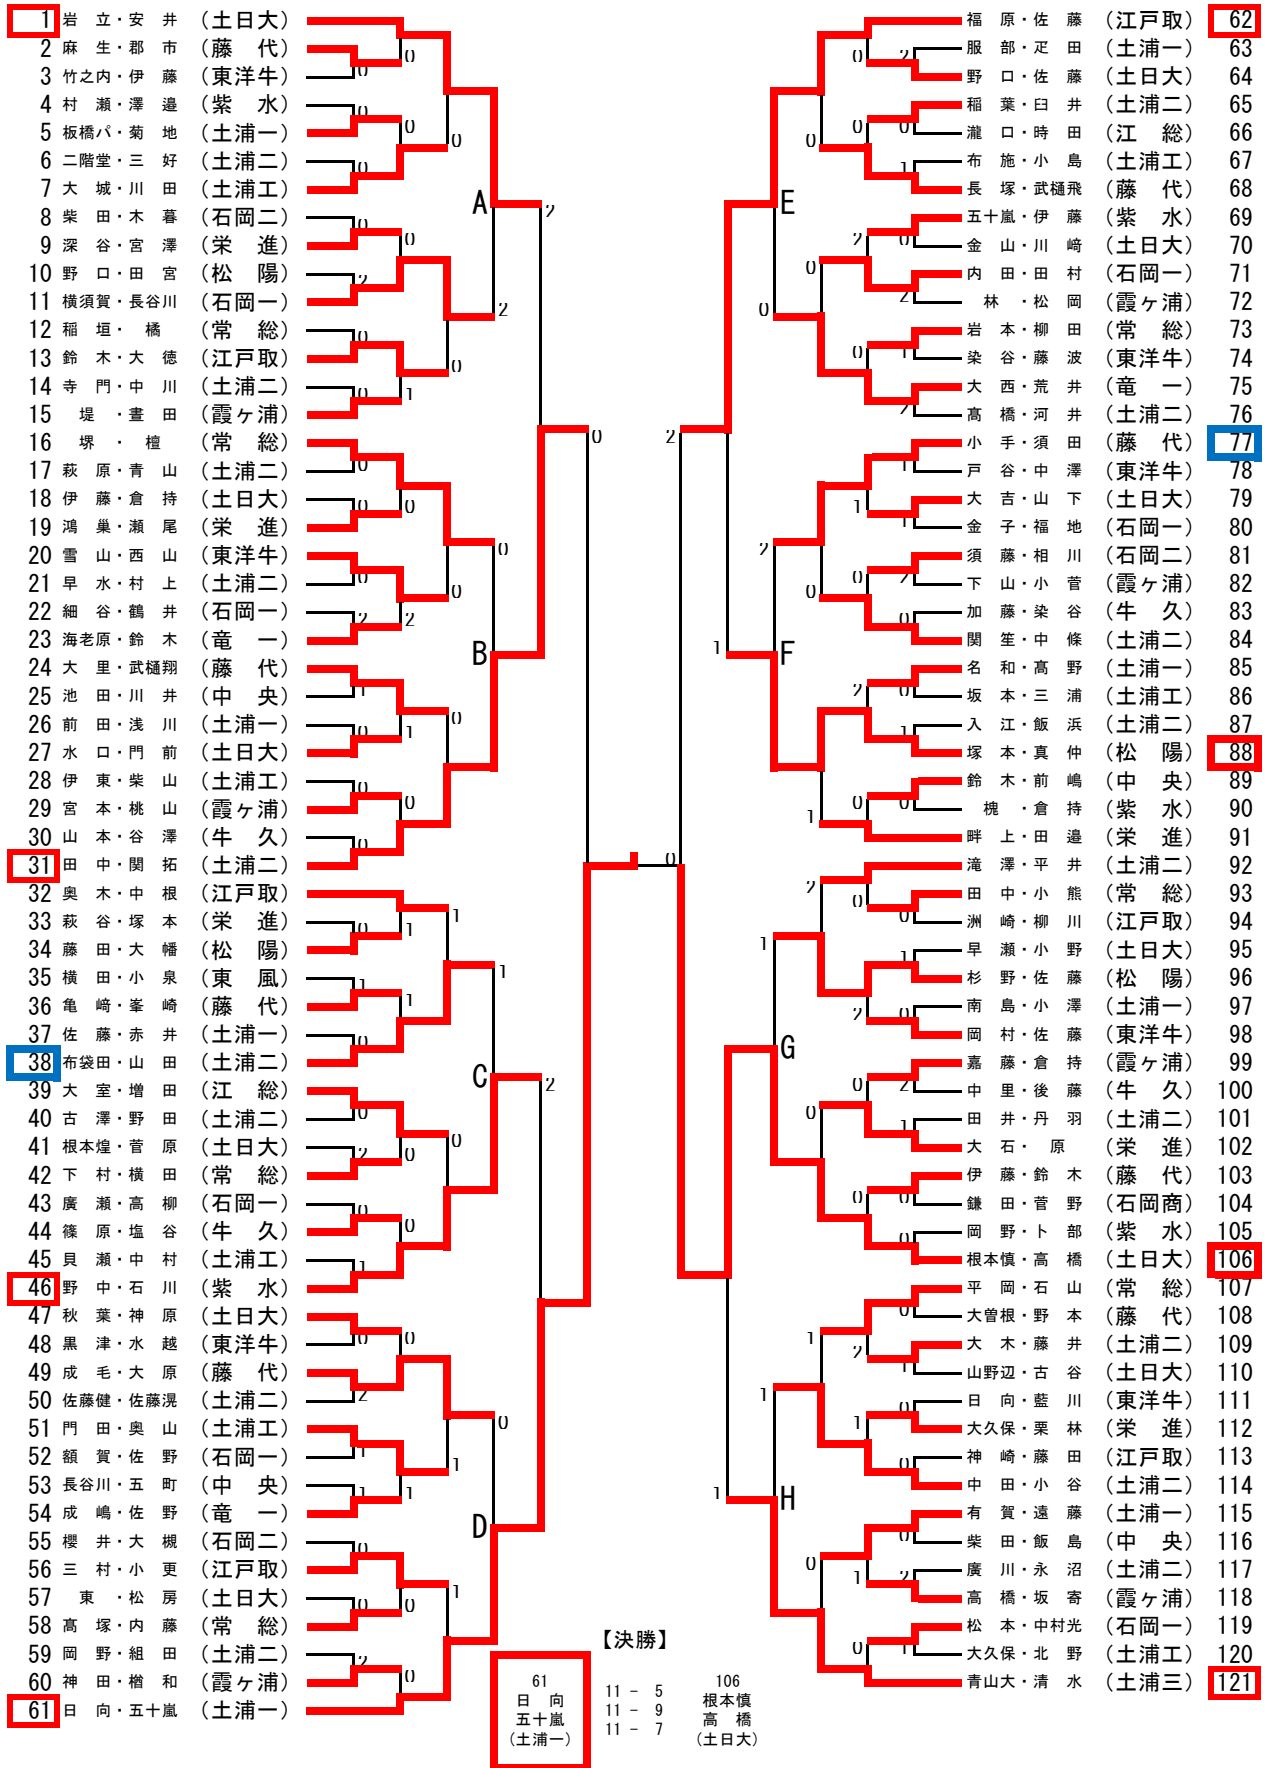 1 岩 立・安 井 (土日大)
2 麻 生・郡 市 (藤 代)
3 竹之内・伊 藤 (東洋牛)
4 村 瀬・澤 邉 (紫 水)
5 板橋パ・菊 地 (土浦一)
6 二階堂・三 好 (土浦二)
7 大 城・川 田 (土浦工)
8 柴 田・木 暮 (石岡二)
9 深 谷・宮 澤 (栄 進)
10 野 口・田 宮 (松 陽)
11 横須賀・長谷川 (石岡一)
12 稲 垣・ 橘 (常 総)
13 鈴 木・大 徳 (江戸取)
14 寺 門・中 川 (土浦二)
15 堤 ・晝 田 (霞ヶ浦)
16 堺 ・ 檀 (常 総)
17 萩 原・青 山 (土浦二)
18 伊 藤・倉 持 (土日大)
19 鴻 巣・瀬 尾 (栄 進)
20 雪 山・西 山 (東洋牛)
21 早 水・村 上 (土浦二)
22 細 谷・鶴 井 (石岡一)
23 海老原・鈴 木 (竜 一)
24 大 里・武樋翔 (藤 代)
25 池 田・川 井 (中 央)
26 前 田・浅 川 (土浦一)
27 水 口・門 前 (土日大)
28 伊 東・柴 山 (土浦工)
29 宮 本・桃 山 (霞ヶ浦)
30 山 本・谷 澤 (牛 久)
31 田 中・関 拓 (土浦二)
32 奥 木・中 根 (江戸取)
33 萩 谷・塚 本 (栄 進)
34 藤 田・大 幡 (松 陽)
35 横 田・小 泉 (東 風)
36 亀 﨑・峯 崎 (藤 代)
37 佐 藤・赤 井 (土浦一)
38 布袋田・山 田 (土浦二)
39 大 室・増 田 (江 総)
40 古 澤・野 田 (土浦二)
41 根本煌・菅 原 (土日大)
42 下 村・横 田 (常 総)
43 廣 瀬・高 柳 (石岡一)
44 篠 原・塩 谷 (牛 久)
45 貝 瀬・中 村 (土浦工)
46 野 中・石 川 (紫 水)
47 秋 葉・神 原 (土日大)
48 黒 津・水 越 (東洋牛)
49 成 毛・大 原 (藤 代)
50 佐藤健・佐藤滉 (土浦二)
51 門 田・奥 山 (土浦工)
52 額 賀・佐 野 (石岡一)
53 長谷川・五 町 (中 央)
54 成 嶋・佐 野 (竜 一)
55 櫻 井・大 槻 (石岡二)
56 三 村・小 更 (江戸取)
57 東 ・松 房 (土日大)
58 髙 塚・内 藤 (常 総)
59 岡 野・組 田 (土浦二)
60 神 田・楢 和 (霞ヶ浦)
61 日 向・五十嵐 (土浦一)
A
B
C
D
E
F
G
H
福 原・佐 藤 (江戸取) 62
服 部・疋 田 (土浦一) 63
野 口・佐 藤 (土日大) 64
稲 葉・臼 井 (土浦二) 65
瀧 口・時 田 (江 総) 66
布 施・小 島 (土浦工) 67
長 塚・武樋飛 (藤 代) 68
五十嵐・伊 藤 (紫 水) 69
金 山・川 﨑 (土日大) 70
内 田・田 村 (石岡一) 71
林 ・松 岡 (霞ヶ浦) 72
岩 本・柳 田 (常 総) 73
染 谷・藤 波 (東洋牛) 74
大 西・荒 井 (竜 一) 75
髙 橋・河 井 (土浦二) 76
小 手・須 田 (藤 代) 77
戸 谷・中 澤 (東洋牛) 78
大 吉・山 下 (土日大) 79
金 子・福 地 (石岡一) 80
須 藤・相 川 (石岡二) 81
下 山・小 菅 (霞ヶ浦) 82
加 藤・染 谷 (牛 久) 83
関 笙・中 條 (土浦二) 84
名 和・髙 野 (土浦一) 85
坂 本・三 浦 (土浦工) 86
入 江・飯 浜 (土浦二) 87
塚 本・真 仲 (松 陽) 88
鈴 木・前 嶋 (中 央) 89
槐 ・倉 持 (紫 水) 90
畔 上・田 邉 (栄 進) 91
滝 澤・平 井 (土浦二) 92
田 中・小 熊 (常 総) 93
洲 崎・柳 川 (江戸取) 94
早 瀬・小 野 (土日大) 95
杉 野・佐 藤 (松 陽) 96
南 島・小 澤 (土浦一) 97
岡 村・佐 藤 (東洋牛) 98
嘉 藤・倉 持 (霞ヶ浦) 99
中 里・後 藤 (牛 久) 100
田 井・丹 羽 (土浦二) 101
大 石・ 原 (栄 進) 102
伊 藤・鈴 木 (藤 代) 103
鎌 田・菅 野 (石岡商) 104
岡 野・卜 部 (紫 水) 105
根本慎・高 橋 (土日大) 106
平 岡・石 山 (常 総) 107
大曽根・野 本 (藤 代) 108
大 木・藤 井 (土浦二) 109
山野辺・古 谷 (土日大) 110
日 向・藍 川 (東洋牛) 111
大久保・栗 林 (栄 進) 112
神 崎・藤 田 (江戸取) 113
中 田・小 谷 (土浦二) 114
有 賀・遠 藤 (土浦一) 115
柴 田・飯 島 (中 央) 116
廣 川・永 沼 (土浦二) 117
高 橋・坂 寄 (霞ヶ浦) 118
松 本・中村光 (石岡一) 119
大久保・北 野 (土浦工) 120
青山大・清 水 (土浦三) 121
【決勝】
61 106
日 向 11 - 5 根本慎
五十嵐 11 - 9 高 橋
(土浦一) 11 - 7 (土日大)